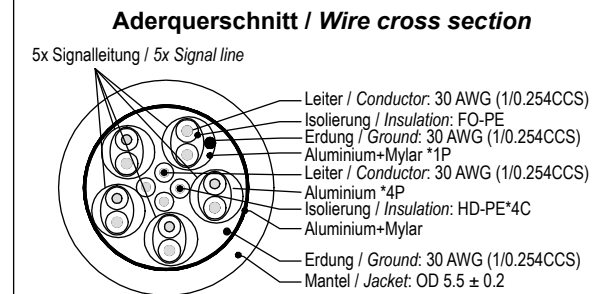 Aderquerschnitt / Wire cross section
5x Signalleitung / 5x Signal line
Leiter / Conductor: 30 AWG (1/0.254CCS)
Isolierung / Insulation: FO-PE
Erdung / Ground: 30 AWG (1/0.254CCS)
Aluminium+Mylar *1P
Leiter / Conductor: 30 AWG (1/0.254CCS)
Aluminium *4P
Isolierung / Insulation: HD-PE*4C
Aluminium+Mylar
Erdung / Ground: 30 AWG (1/0.254CCS)
Mantel / Jacket: OD 5.5 ± 0.2